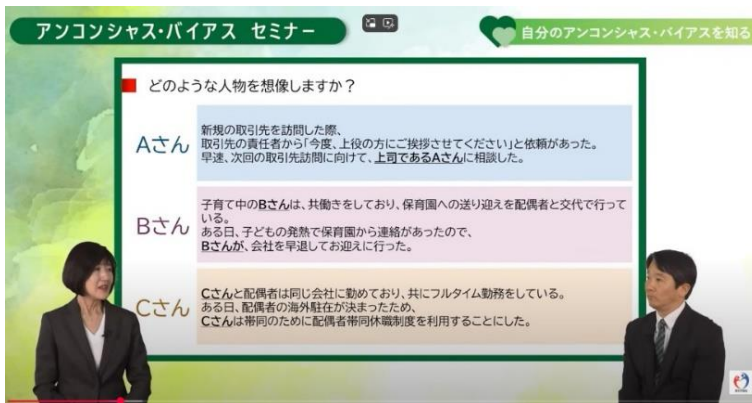 アンコンシャス・バイアス セミナー
自分のアンコンシャス・バイアスを知る
どのような人物を想像しますか？
Aさん
新規の取引先を訪問した際、
取引先の責任者から「今度、上役の方にご挨拶させてください」と依頼があった。
早速、次回の取引先訪問に向けて、上司であるAさんに相談した。
Bさん
子育て中のBさんは、共働きをしており、保育園への送り迎えを配偶者と交代で行って
いる。
ある日、子どもの発熱で保育園から連絡があったので、
Bさんが、会社を早退してお迎えに行った。
Cさん
Cさんと配偶者は同じ会社に勤めており、共にフルタイム勤務をしている。
ある日、配偶者の海外駐在が決まったため、
Cさんは帯同のために配偶者帯同休職制度を利用することにした。